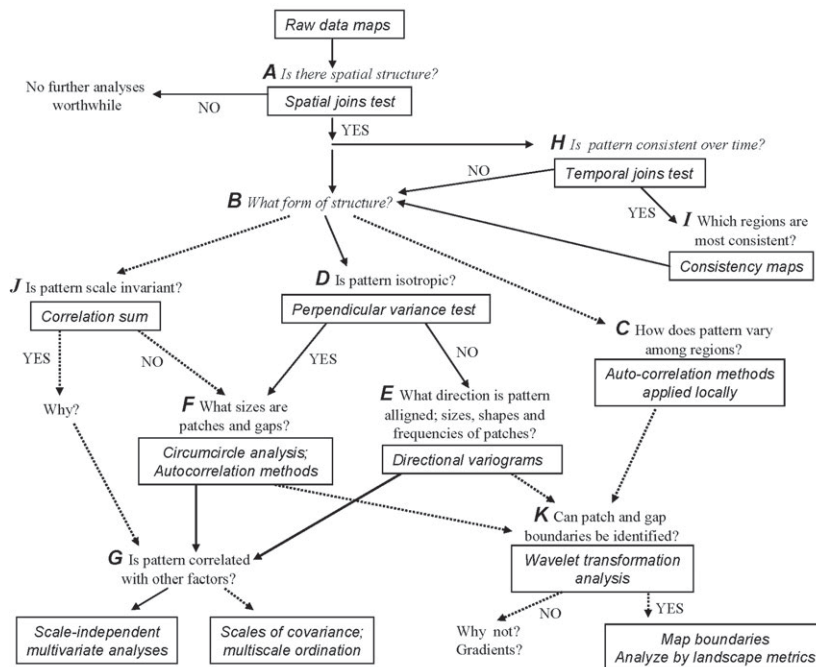 Raw data maps
A Is there spatial structure?
No further analyses
worthwhile
NO
Spatial joins test
YES
H Is pattern consistent over time?
NO
Temporal joins test
B What form of structure?
YES
I Which regions are
most consistent?
Consistency maps
J Is pattern scale invariant?
Correlation sum
D Is pattern isotropic?
Perpendicular variance test
C How does pattern vary
among regions?
Auto-correlation methods
applied locally
YES
NO
YES
NO
Why?
F What sizes are
patches and gaps?
Circumcircle analysis;
Autocorrelation methods
E What direction is pattern
alligned; sizes, shapes and
frequencies of patches?
Directional variograms
K Can patch and gap
boundaries be identified?
Wavelet transformation
analysis
G Is pattern correlated
with other factors?
Scale-independent
multivariate analyses
Scales of covariance;
multiscale ordination
NO
YES
Why not?
Gradients?
Map boundaries
Analyze by landscape metrics